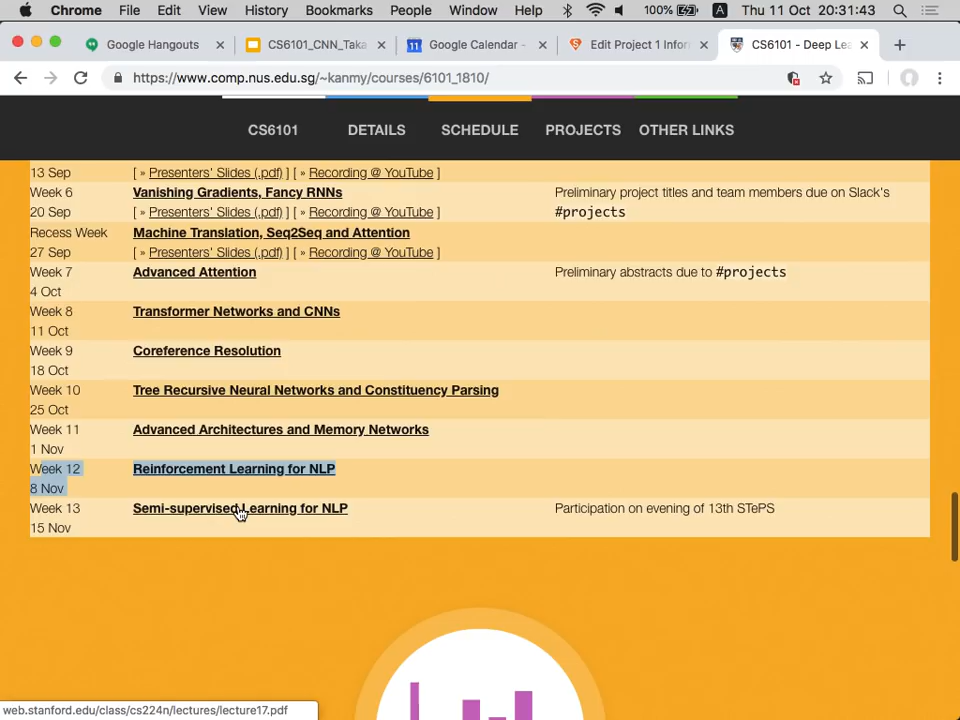 Chrome File Edit View History Bookmarks People Window Help 100% A Thu 11 Oct 20:31:43
Google Hangouts CS6101_CNN_Taka 11 Google Calendar - Edit Project 1 Infor CS6101 - Deep Lea
https://www.comp.nus.edu.sg/~kanmy/courses/6101_1810/
CS6101 DETAILS SCHEDULE PROJECTS OTHER LINKS
13 Sep [ » Presenters' Slides (.pdf) ] [ » Recording @ YouTube ]
Week 6 Vanishing Gradients, Fancy RNNs Preliminary project titles and team members due on Slack's
20 Sep [ » Presenters' Slides (.pdf) ] [ » Recording @ YouTube ] #projects
Recess Week Machine Translation, Seq2Seq and Attention
27 Sep [ » Presenters' Slides (.pdf) ] [ » Recording @ YouTube ]
Week 7 Advanced Attention Preliminary abstracts due to #projects
4 Oct
Week 8 Transformer Networks and CNNs
11 Oct
Week 9 Coreference Resolution
18 Oct
Week 10 Tree Recursive Neural Networks and Constituency Parsing
25 Oct
Week 11 Advanced Architectures and Memory Networks
1 Nov
Week 12 Reinforcement Learning for NLP
8 Nov
Week 13 Semi-supervised Learning for NLP Participation on evening of 13th STePS
15 Nov
web.stanford.edu/class/cs224n/lectures/lecture17.pdf